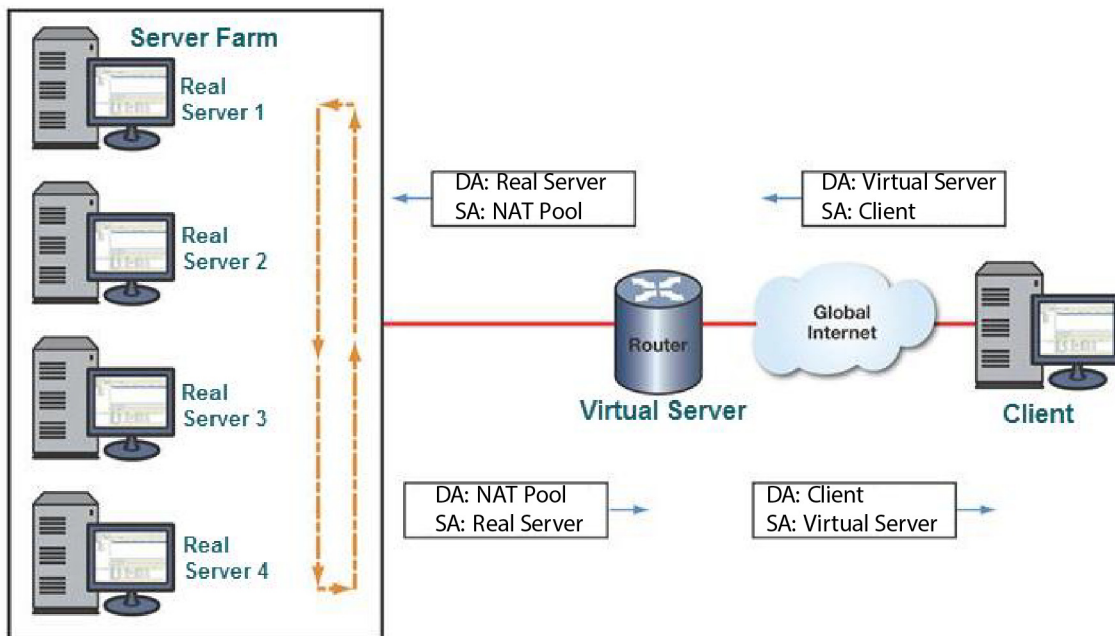 Server Farm
Real
Server 1
Real
Server 2
Real
Server 3
Real
Server 4
DA: Real Server
SA: NAT Pool
DA: Virtual Server
SA: Client
Router
Virtual Server
Global
Internet
Client
DA: NAT Pool
SA: Real Server
DA: Client
SA: Virtual Server